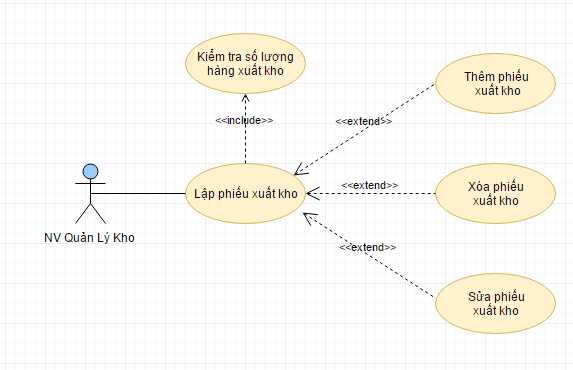 Kiểm tra số lượng
hàng xuất kho
<<include>>
Thêm phiếu
xuất kho
<<extend>>
Lập phiếu xuất kho
<<extend>>
Xóa phiếu
xuất kho
NV Quản Lý Kho
<<extend>>
Sửa phiếu
xuất kho